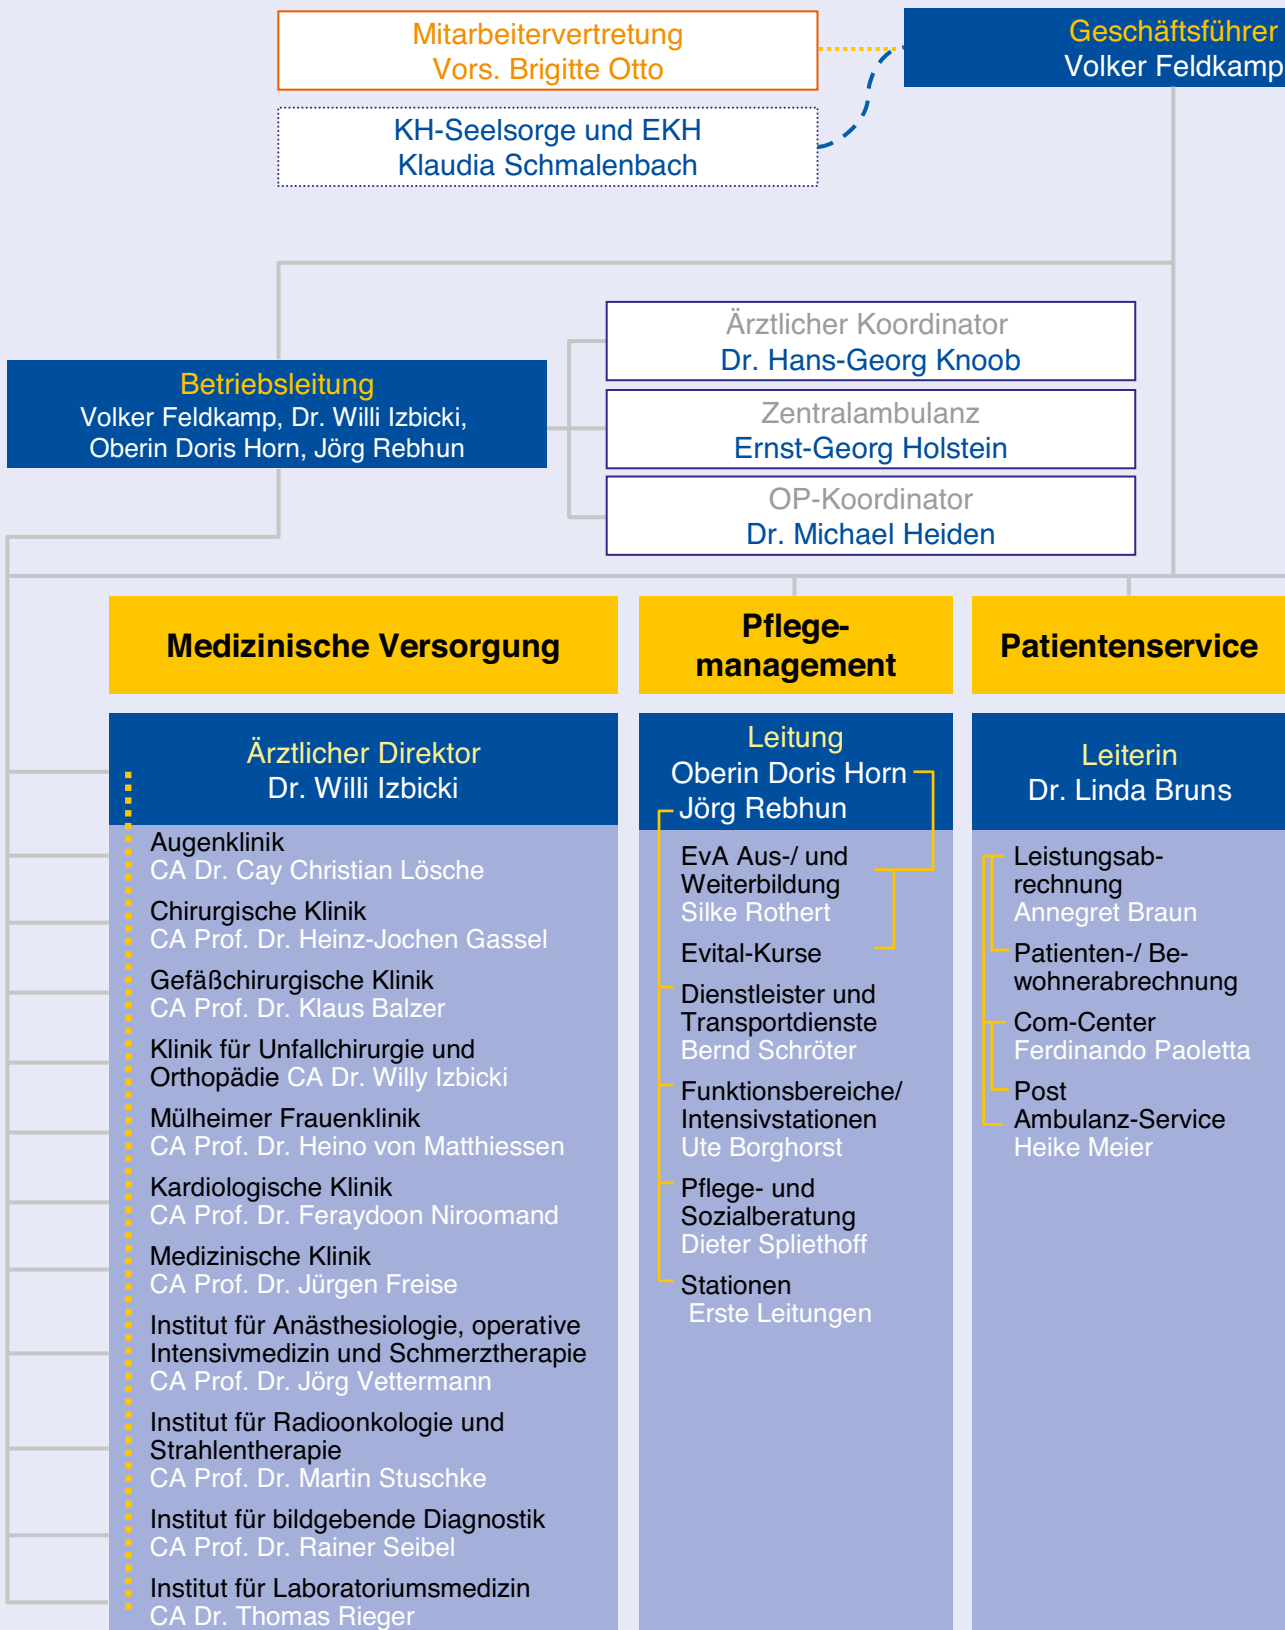 Mitarbeitervertretung
Vors. Brigitte Otto
Geschäftsführer
Volker Feldkamp
KH-Seelsorge und EKH
Klaudia Schmalenbach
Ärztlicher Koordinator
Dr. Hans-Georg Knoob
Betriebsleitung
Volker Feldkamp, Dr. Willi Izbicki,
Oberin Doris Horn, Jörg Rebhun
Zentralambulanz
Ernst-Georg Holstein
OP-Koordinator
Dr. Michael Heiden
Medizinische Versorgung
Ärztlicher Direktor
Dr. Willi Izbicki
Augenklinik
CA Dr. Cay Christian Lösche
Chirurgische Klinik
CA Prof. Dr. Heinz-Jochen Gassel
Gefäßchirurgische Klinik
CA Prof. Dr. Klaus Balzer
Klinik für Unfallchirurgie und
Orthopädie CA Dr. Willy Izbicki
Mülheimer Frauenklinik
CA Prof. Dr. Heino von Matthiessen
Kardiologische Klinik
CA Prof. Dr. Feraydoon Niroomand
Medizinische Klinik
CA Prof. Dr. Jürgen Freise
Institut für Anästhesiologie, operative
Intensivmedizin und Schmerztherapie
CA Prof. Dr. Jörg Vettermann
Institut für Radioonkologie und
Strahlentherapie
CA Prof. Dr. Martin Stuschke
Institut für bildgebende Diagnostik
CA Prof. Dr. Rainer Seibel
Institut für Laboratoriumsmedizin
CA Dr. Thomas Rieger
Pflege-
management
Leitung
Oberin Doris Horn
Jörg Rebhun
EvA Aus-/ und
Weiterbildung
Silke Rothert
Evital-Kurse
Dienstleister und
Transportdienste
Bernd Schröter
Funktionsbereiche/
Intensivstationen
Ute Borghorst
Pflege- und
Sozialberatung
Dieter Spliethoff
Stationen
Erste Leitungen
Patientenservice
Leiterin
Dr. Linda Bruns
Leistungsab-
rechnung
Annegret Braun
Patienten-/ Be-
wohnerabrechnung
Com-Center
Ferdinando Paoletta
Post
Ambulanz-Service
Heike Meier